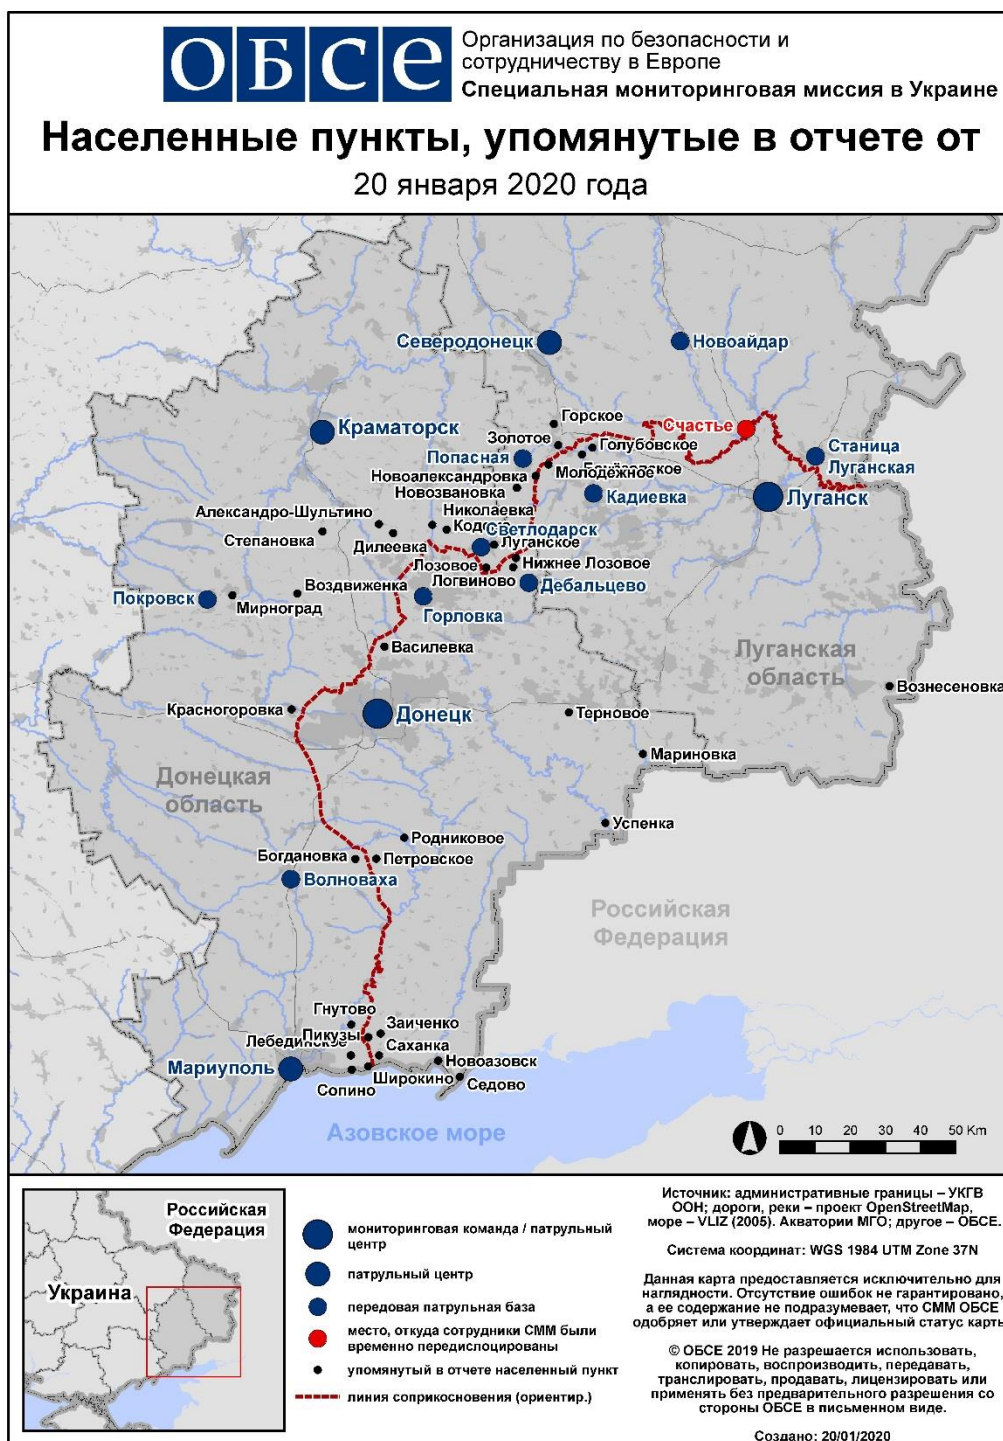 ОБСЕ
Организация по безопасности и
сотрудничеству в Европе
Специальная мониторинговая миссия в Украине
Населенные пункты, упомянутые в отчете от
20 января 2020 года
Северодонецк
Новоайдар
Краматорск
Горское
Счастье
Золотое
Голубовское
Станица
Луганская
Попасная
Молодёжное
Новоалександровка
Новозвановка
Кадиевка
Луганск
Александро-Шультино
Николаевка
Степановка
Светлодарск
Дилеевка
Луганское
Лозовое
Нижнее Лозовое
Логвиново
Воздвиженка
Дебальцево
Покровск
Мирноград
Горловка
Василевка
Луганская
область
Вознесеновка
Красногоровка
Донецк
Терновое
Мариновка
Донецкая
область
Успенка
Родниковое
Богдановка
Петровское
Волноваха
Российская
Федерация
Гнутово
Заиченко
Пикузы
Саханка
Новоазовск
Мариуполь
Широкино
Седово
Сопино
Азовское море
0 10 20 30 40 50 Km
Российская
Федерация
Украина
мониторинговая команда / патрульный
центр
патрульный центр
передовая патрульная база
место, откуда сотрудники СММ были
временно передислоцированы
упомянутый в отчете населенный пункт
линия соприкосновения (ориентир.)
Источник: административные границы – УКГВ
ООН; дороги, реки – проект OpenStreetMap,
море – VLIZ (2005). Акватории МГО; другое – ОБСЕ.
Система координат: WGS 1984 UTM Zone 37N
Данная карта предоставляется исключительно для
наглядности. Отсутствие ошибок не гарантировано,
а ее содержание не подразумевает, что СММ ОБСЕ
одобряет или утверждает официальный статус карты
© ОБСЕ 2019 Не разрешается использовать,
копировать, воспроизводить, передавать,
транслировать, продавать, лицензировать или
применять без предварительного разрешения со
стороны ОБСЕ в письменном виде.
Создано: 20/01/2020